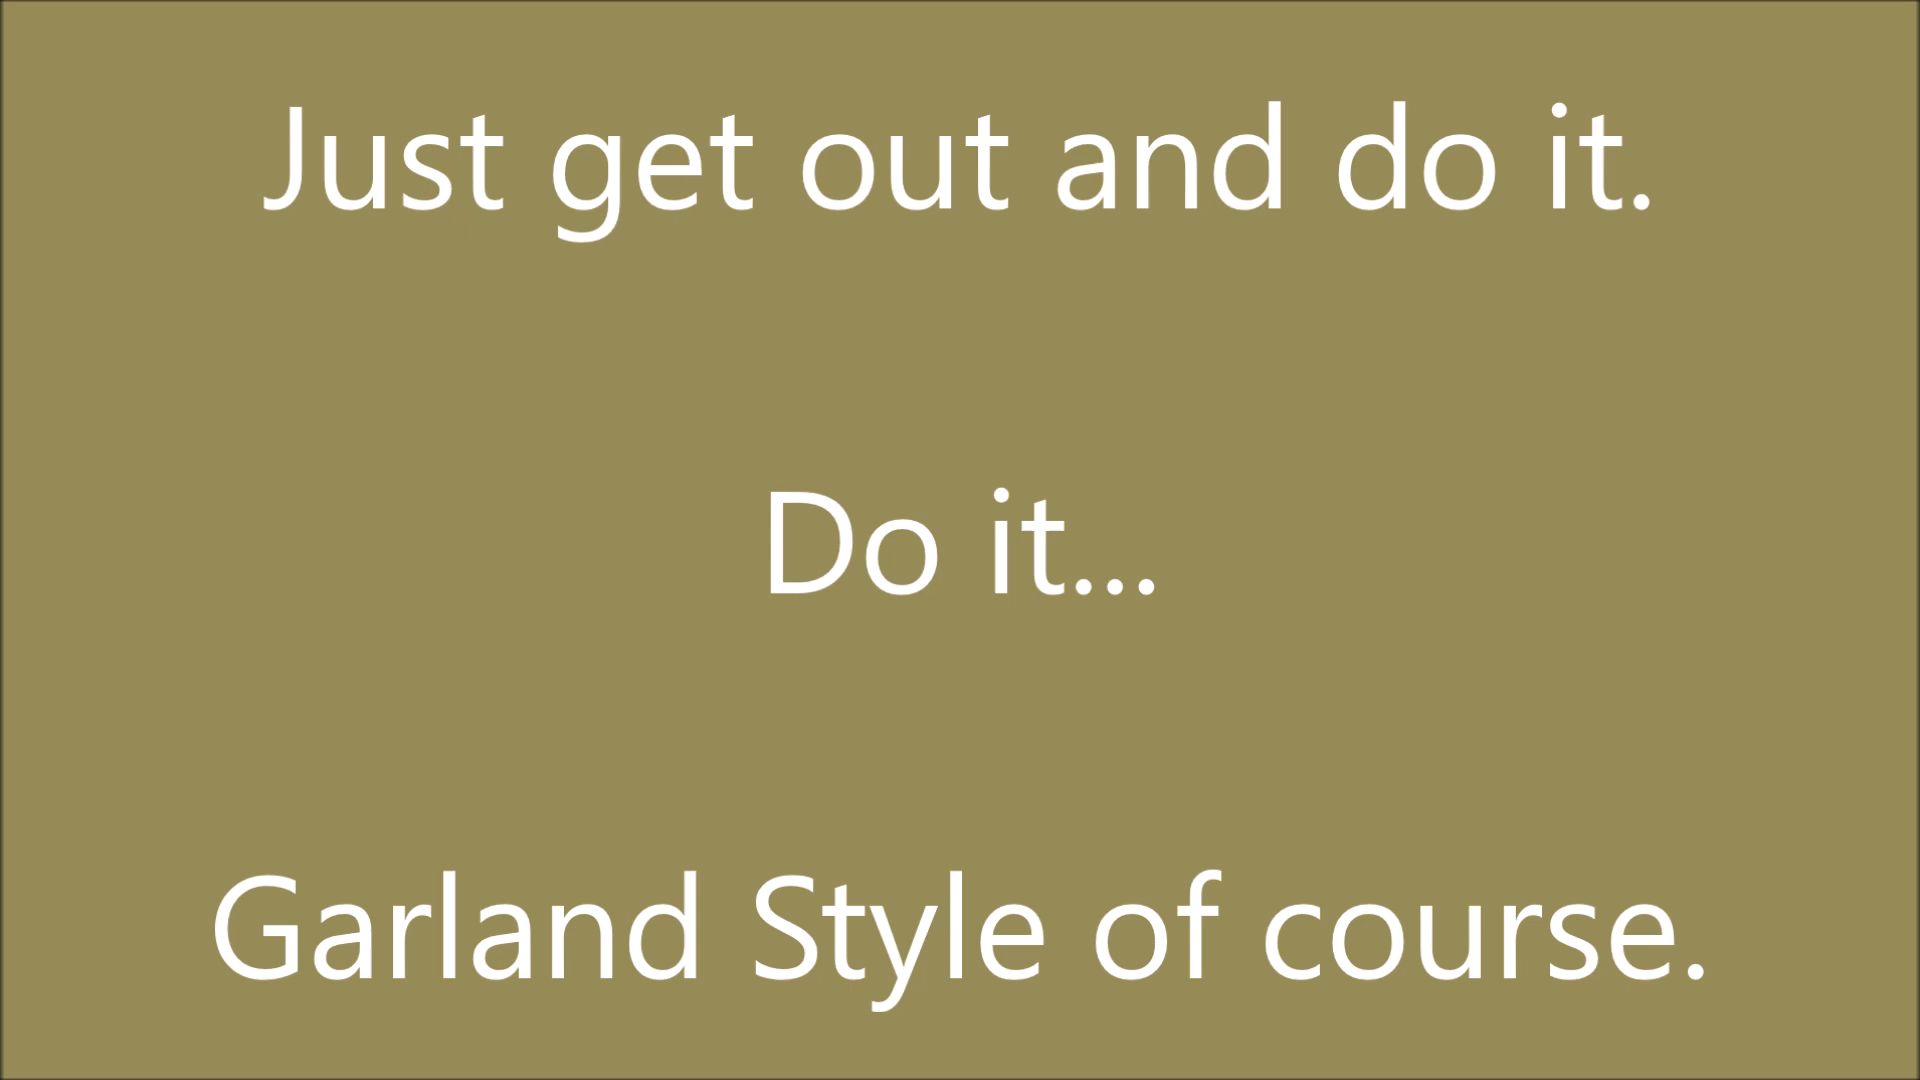 Just get out and do it.
Do it...
Garland Style of course.